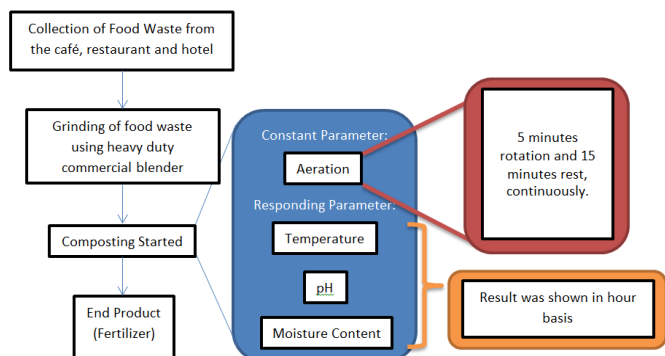 Collection of Food Waste from
the café, restaurant and hotel
Grinding of food waste
using heavy duty
commercial blender
Composting Started
End Product
(Fertilizer)
Constant Parameter:
Aeration
Responding Parameter:
Temperature
pH
Moisture Content
5 minutes
rotation and 15
minutes rest,
continuously.
Result was shown in hour
basis